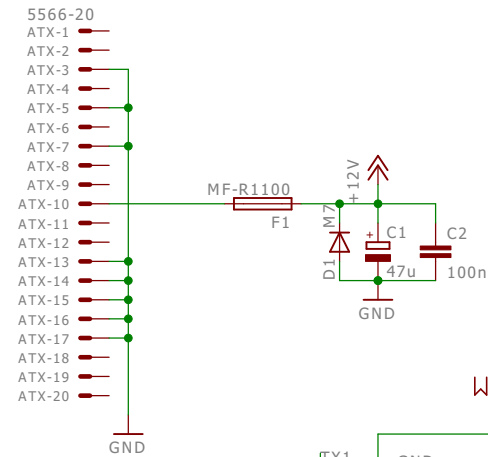 5566-20
ATX-1
ATX-2
ATX-3
ATX-4
ATX-5
ATX-6
ATX-7
ATX-8
ATX-9
ATX-10
ATX-11
ATX-12
ATX-13
ATX-14
ATX-15
ATX-16
ATX-17
ATX-18
ATX-19
ATX-20
GND
MF-R1100
F1
M7
D1
+12V
+
C1
47u
C2
100n
GND
TX1